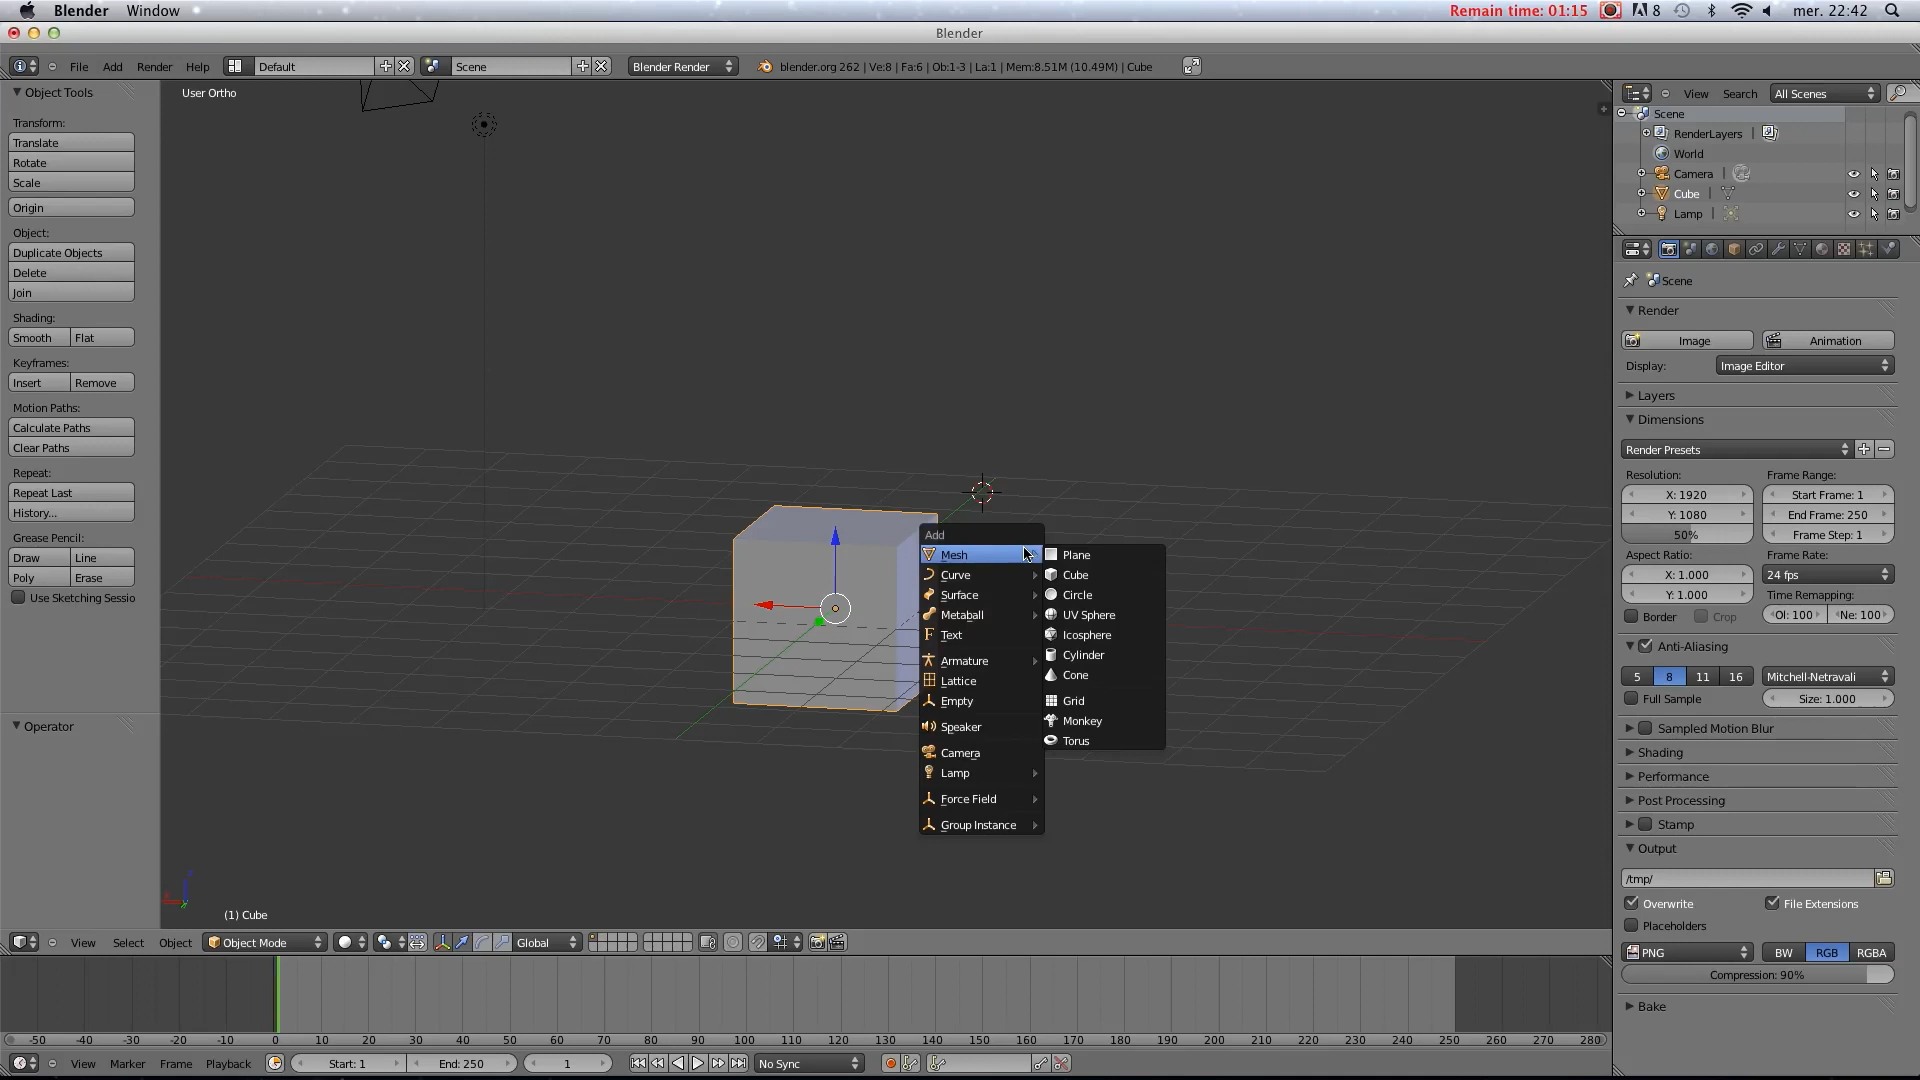 Blender Window
Remain time: 01:15 8 mer. 22:42
Blender
File Add Render Help Default Scene Blender Render blender.org 262 | Ve:8 | Fa:6 | Ob:1-3 | La:1 | Mem:8.51M (10.49M) | Cube
Object Tools
Transform:
Translate
Rotate
Scale
Origin
Object:
Duplicate Objects
Delete
Join
Shading:
Smooth Flat
Keyframes:
Insert Remove
Motion Paths:
Calculate Paths
Clear Paths
Repeat:
Repeat Last
History...
Grease Pencil:
Draw Line
Poly Erase
Use Sketching Sessio
Operator
User Ortho
Add
Mesh
Curve
Surface
Metaball
Text
Armature
Lattice
Empty
Speaker
Camera
Lamp
Force Field
Group Instance
Plane
Cube
Circle
UV Sphere
Icosphere
Cylinder
Cone
Grid
Monkey
Torus
(1) Cube
View Select Object Object Mode Global
-50 -40 -30 -20 -10 0 10 20 30 40 50 60 70 80 90 100 110 120 130 140 150 160 170 180 190 200 210 220 230 240 250 260 270 280
View Marker Frame Playback Start: 1 End: 250 1 No Sync
View Search All Scenes
Scene
RenderLayers |
World
Camera |
Cube |
Lamp |
Scene
Render
Image Animation
Display: Image Editor
Layers
Dimensions
Render Presets
Resolution: Frame Range:
X: 1920 Start Frame: 1
Y: 1080 End Frame: 250
50% Frame Step: 1
Aspect Ratio: Frame Rate:
X: 1.000 24 fps
Y: 1.000 Time Remapping:
Border Crop Ol: 100 Ne: 100
Anti-Aliasing
5 8 11 16 Mitchell-Netravali
Full Sample Size: 1.000
Sampled Motion Blur
Shading
Performance
Post Processing
Stamp
Output
/tmp/
Overwrite File Extensions
Placeholders
PNG BW RGB RGBA
Compression: 90%
Bake